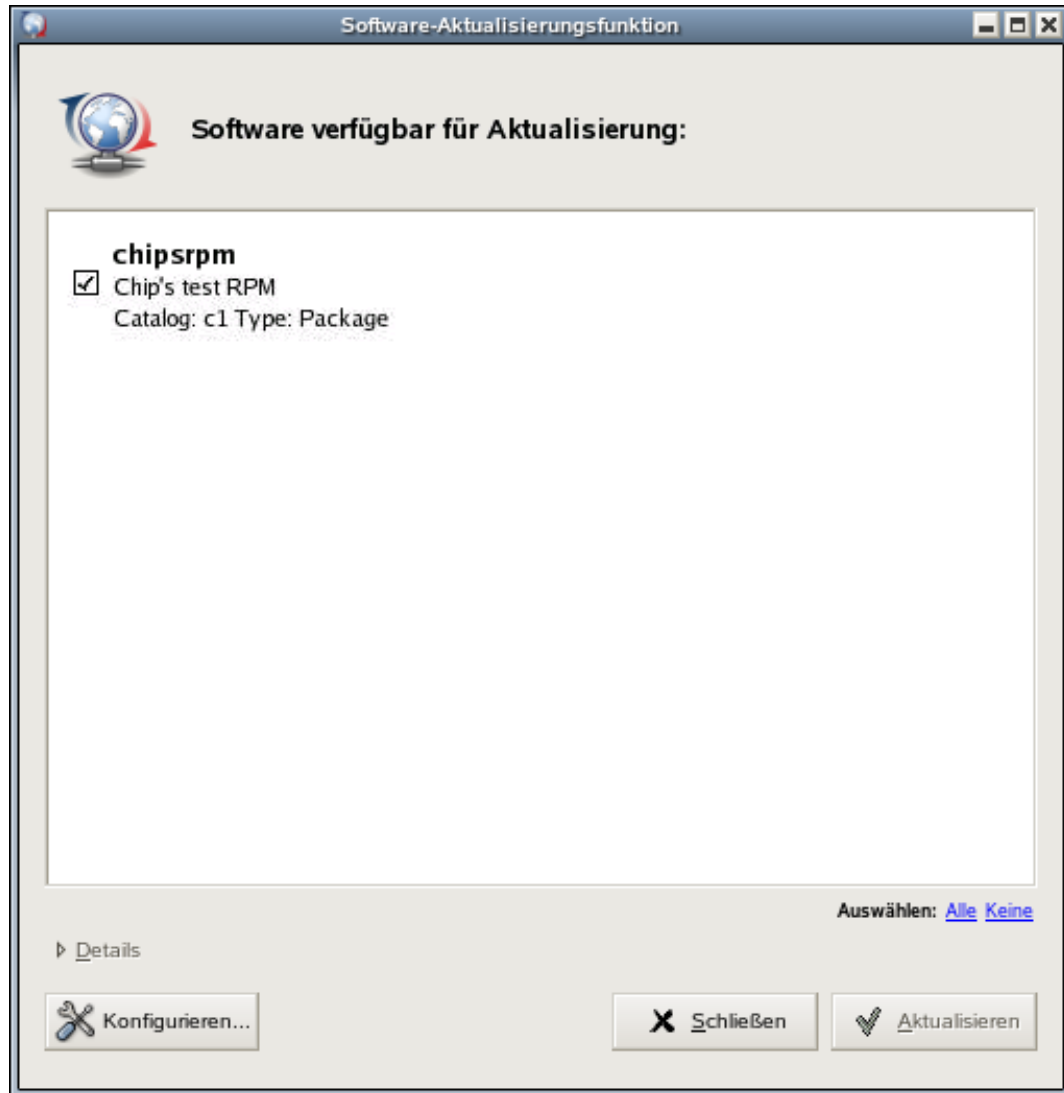 Software-Aktualisierungsfunktion
Software verfügbar für Aktualisierung:
chipsrpm
Chip's test RPM
Catalog: c1 Type: Package
Auswählen: Alle Keine
Details
Konfigurieren...
Schließen
Aktualisieren